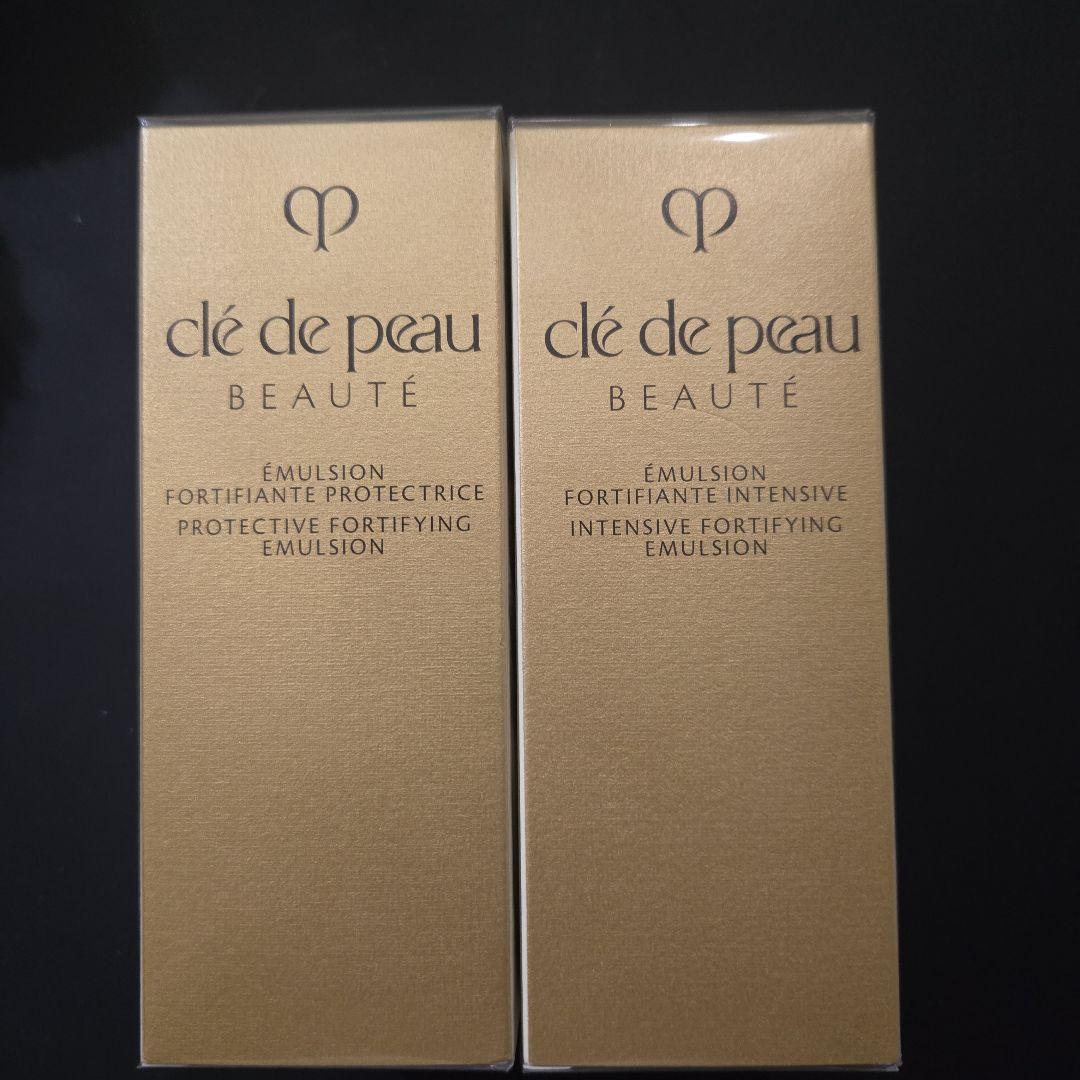 clé de peau
BEAUTÉ
ÉMULSION
FORTIFIANTE PROTECTRICE
PROTECTIVE FORTIFYING
EMULSION
clé de peau
BEAUTÉ
ÉMULSION
FORTIFIANTE INTENSIVE
INTENSIVE FORTIFYING
EMULSION